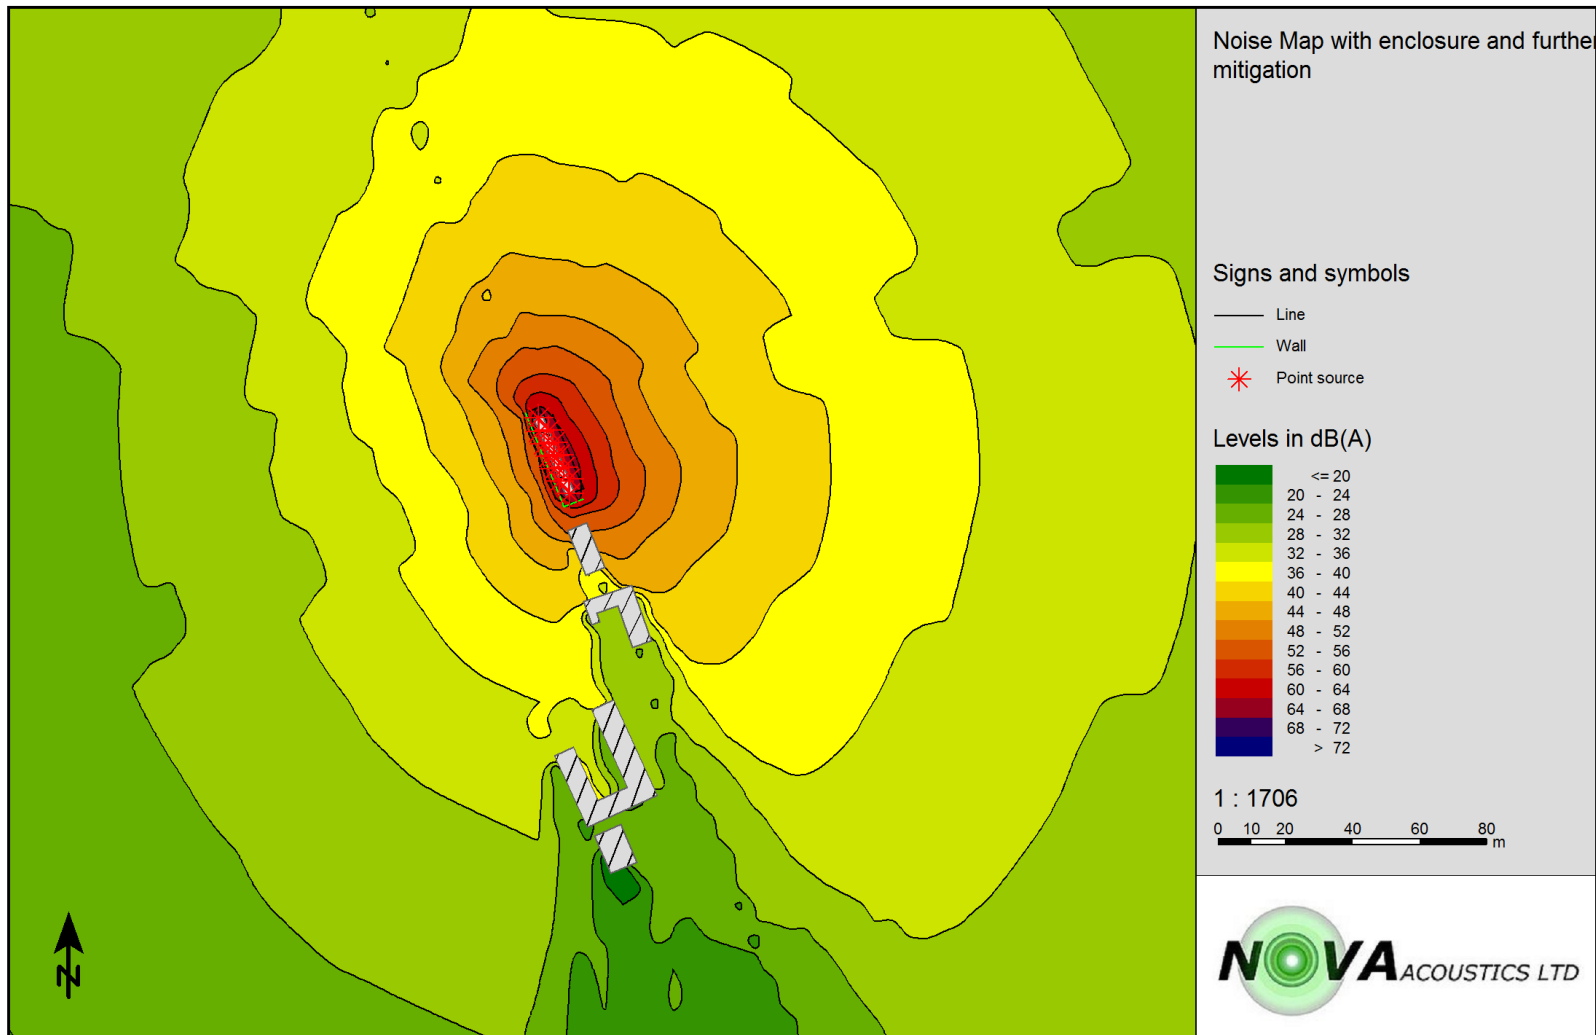 Noise Map with enclosure and further
mitigation
Signs and symbols
Line
Wall
Point source
Levels in dB(A)
<= 20
20 - 24
24 - 28
28 - 32
32 - 36
36 - 40
40 - 44
44 - 48
48 - 52
52 - 56
56 - 60
60 - 64
64 - 68
68 - 72
> 72
1 : 1706
0 10 20 40 60 80
m
N
NOVA ACOUSTICS LTD